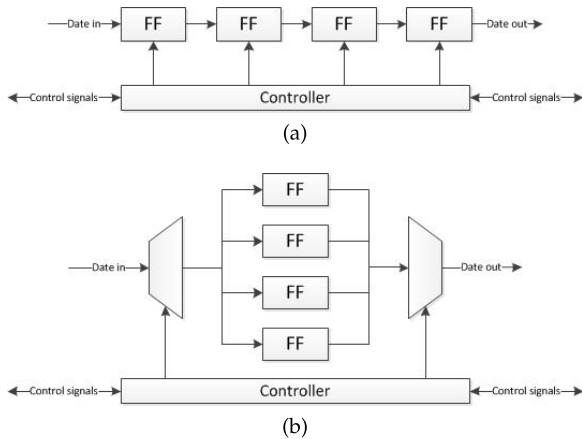 Date in FF FF FF FF Date out
Control signals Controller Control signals
(a)
FF
FF
Date in Date out
FF
FF
Control signals Controller Control signals
(b)